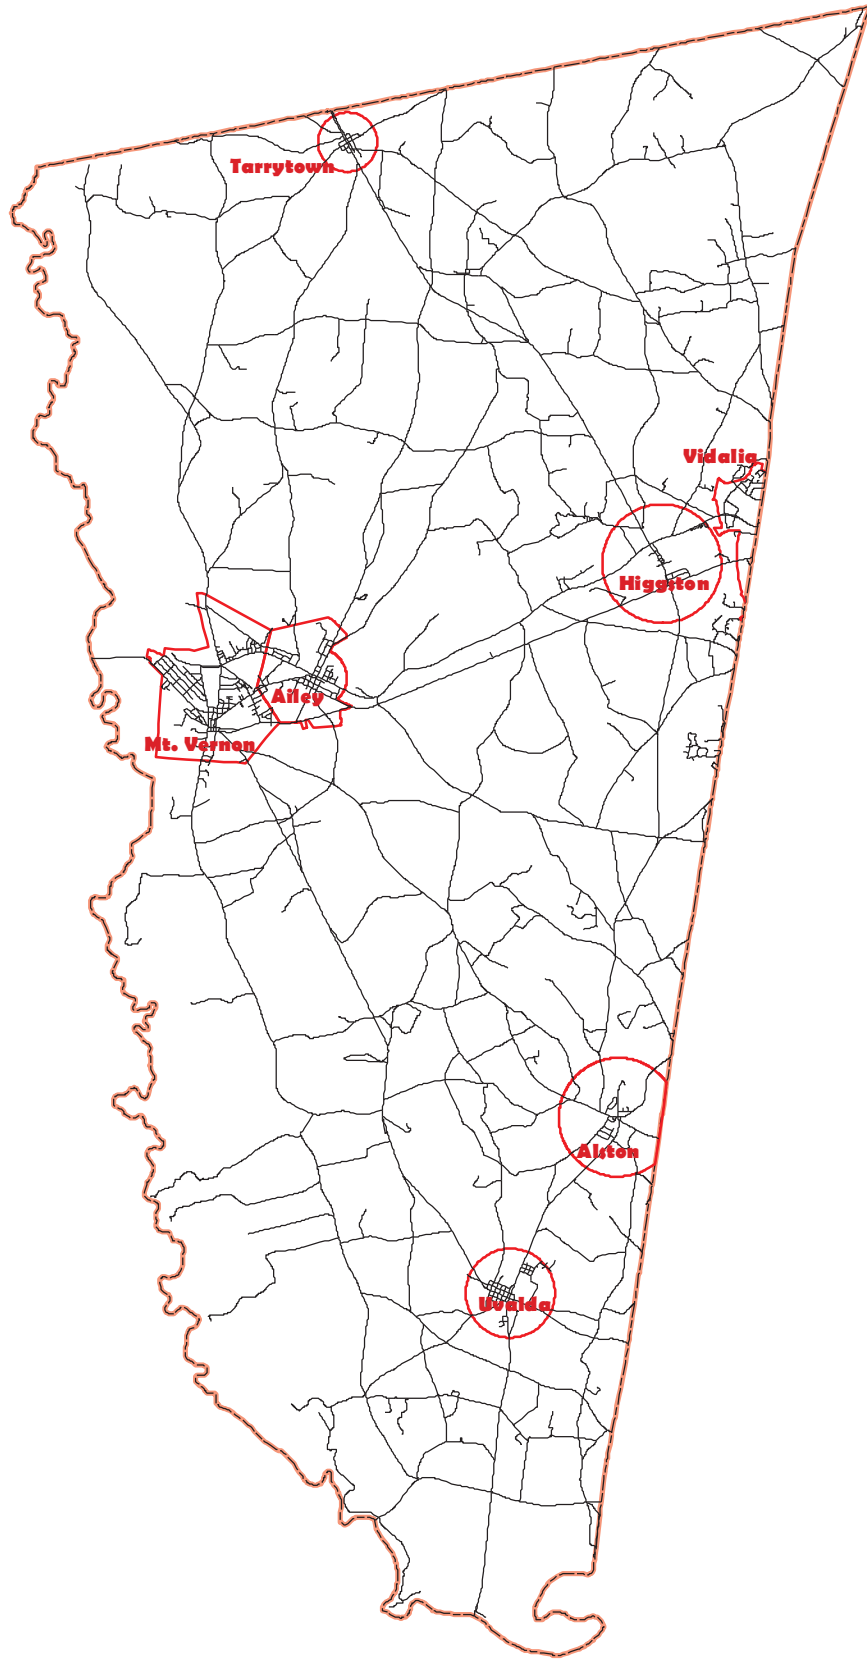 Tarrytown
Vidalia
Higgston
Ailey
Mt. Vernon
Alston
Uvalda